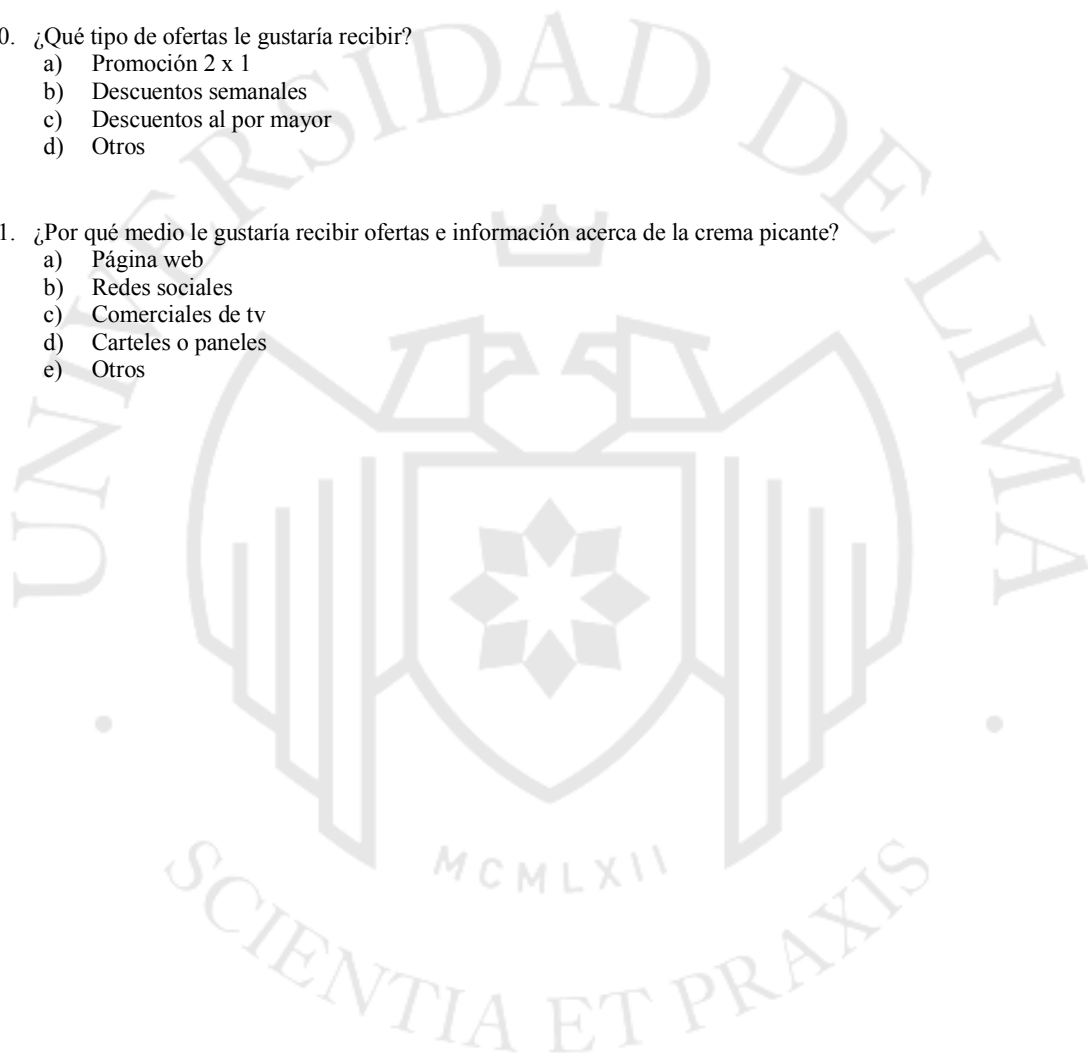 0. ¿Qué tipo de ofertas le gustaría recibir?
a) Promoción 2 x 1
b) Descuentos semanales
c) Descuentos al por mayor
d) Otros
1. ¿Por qué medio le gustaría recibir ofertas e información acerca de la crema picante?
a) Página web
b) Redes sociales
c) Comerciales de tv
d) Carteles o paneles
e) Otros
UNIVERSIDAD DE LIMA
MCMLXII
SCIENTIA ET PRAXIS